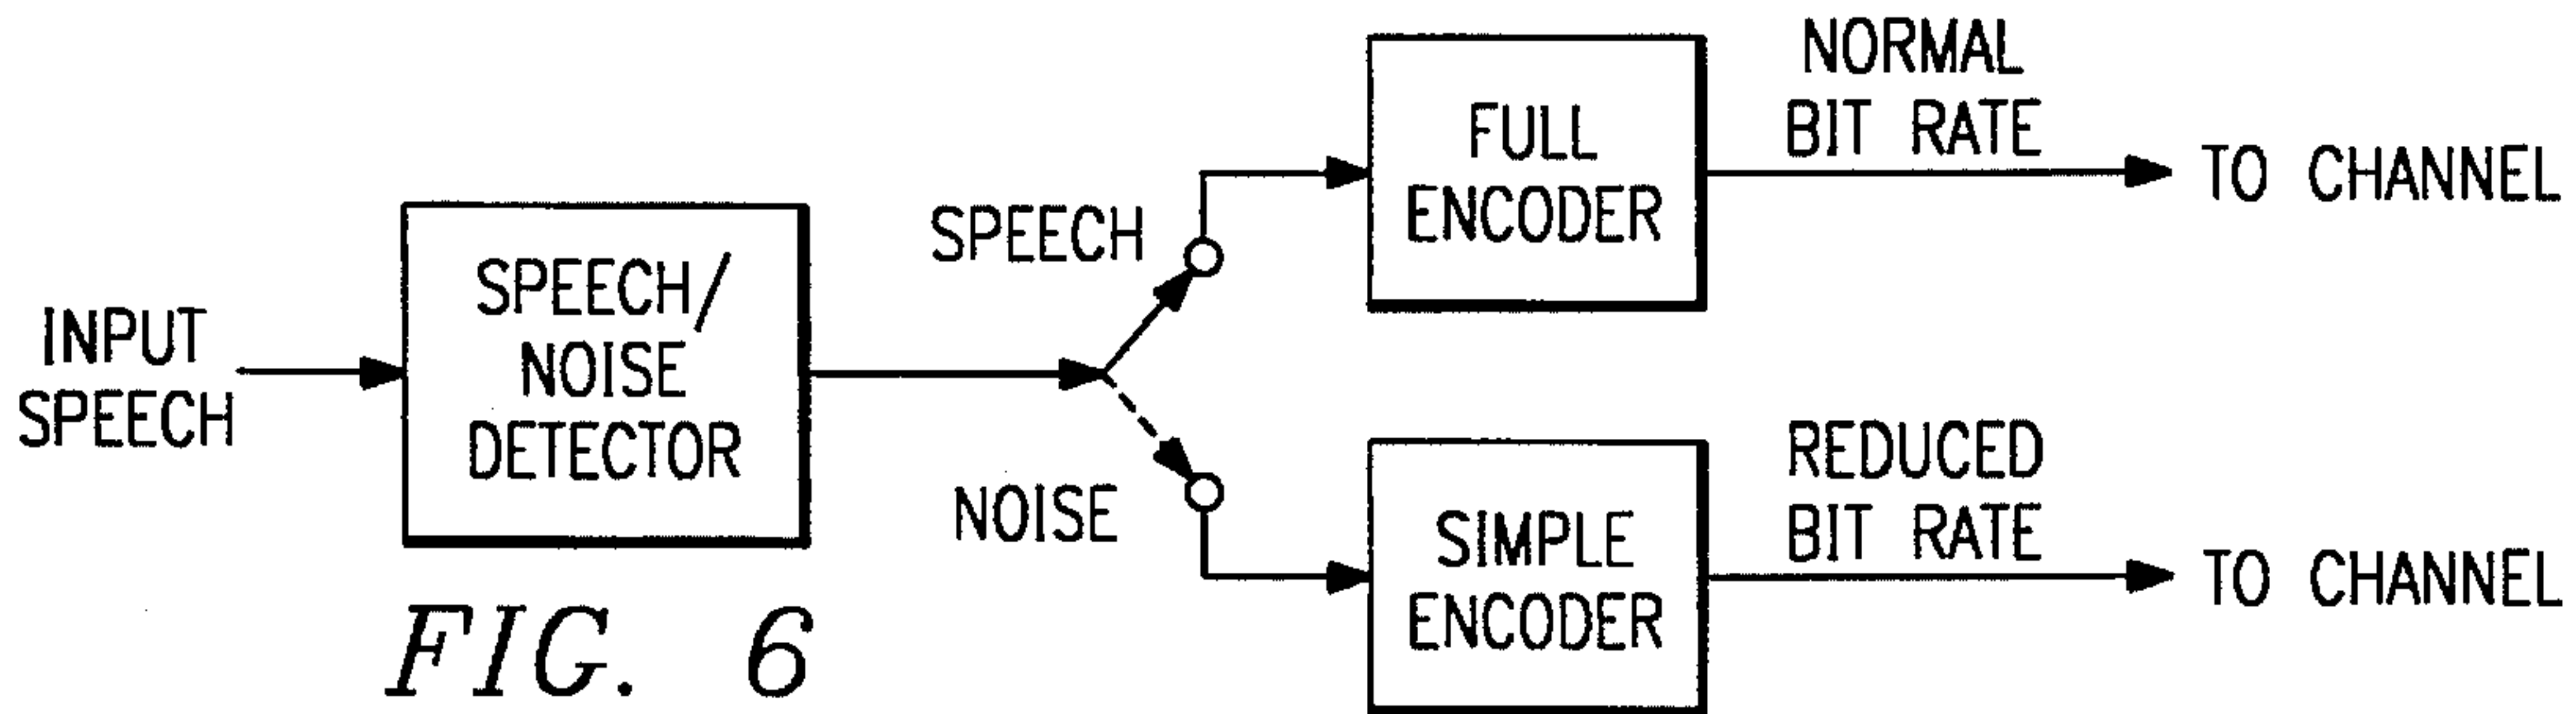 INPUT
SPEECH
SPEECH/
NOISE
DETECTOR
SPEECH
NOISE
FULL
ENCODER
NORMAL
BIT RATE
TO CHANNEL
SIMPLE
ENCODER
REDUCED
BIT RATE
TO CHANNEL
FIG. 6